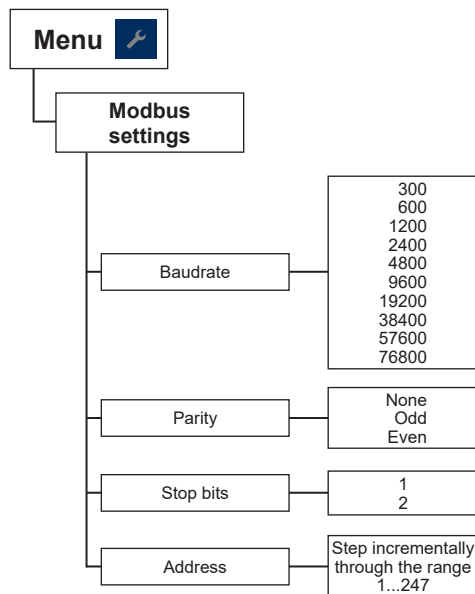 Menu
Modbus
settings
Baudrate
300
600
1200
2400
4800
9600
19200
38400
57600
76800
Parity
None
Odd
Even
Stop bits
1
2
Address
Step incrementally
through the range
1...247